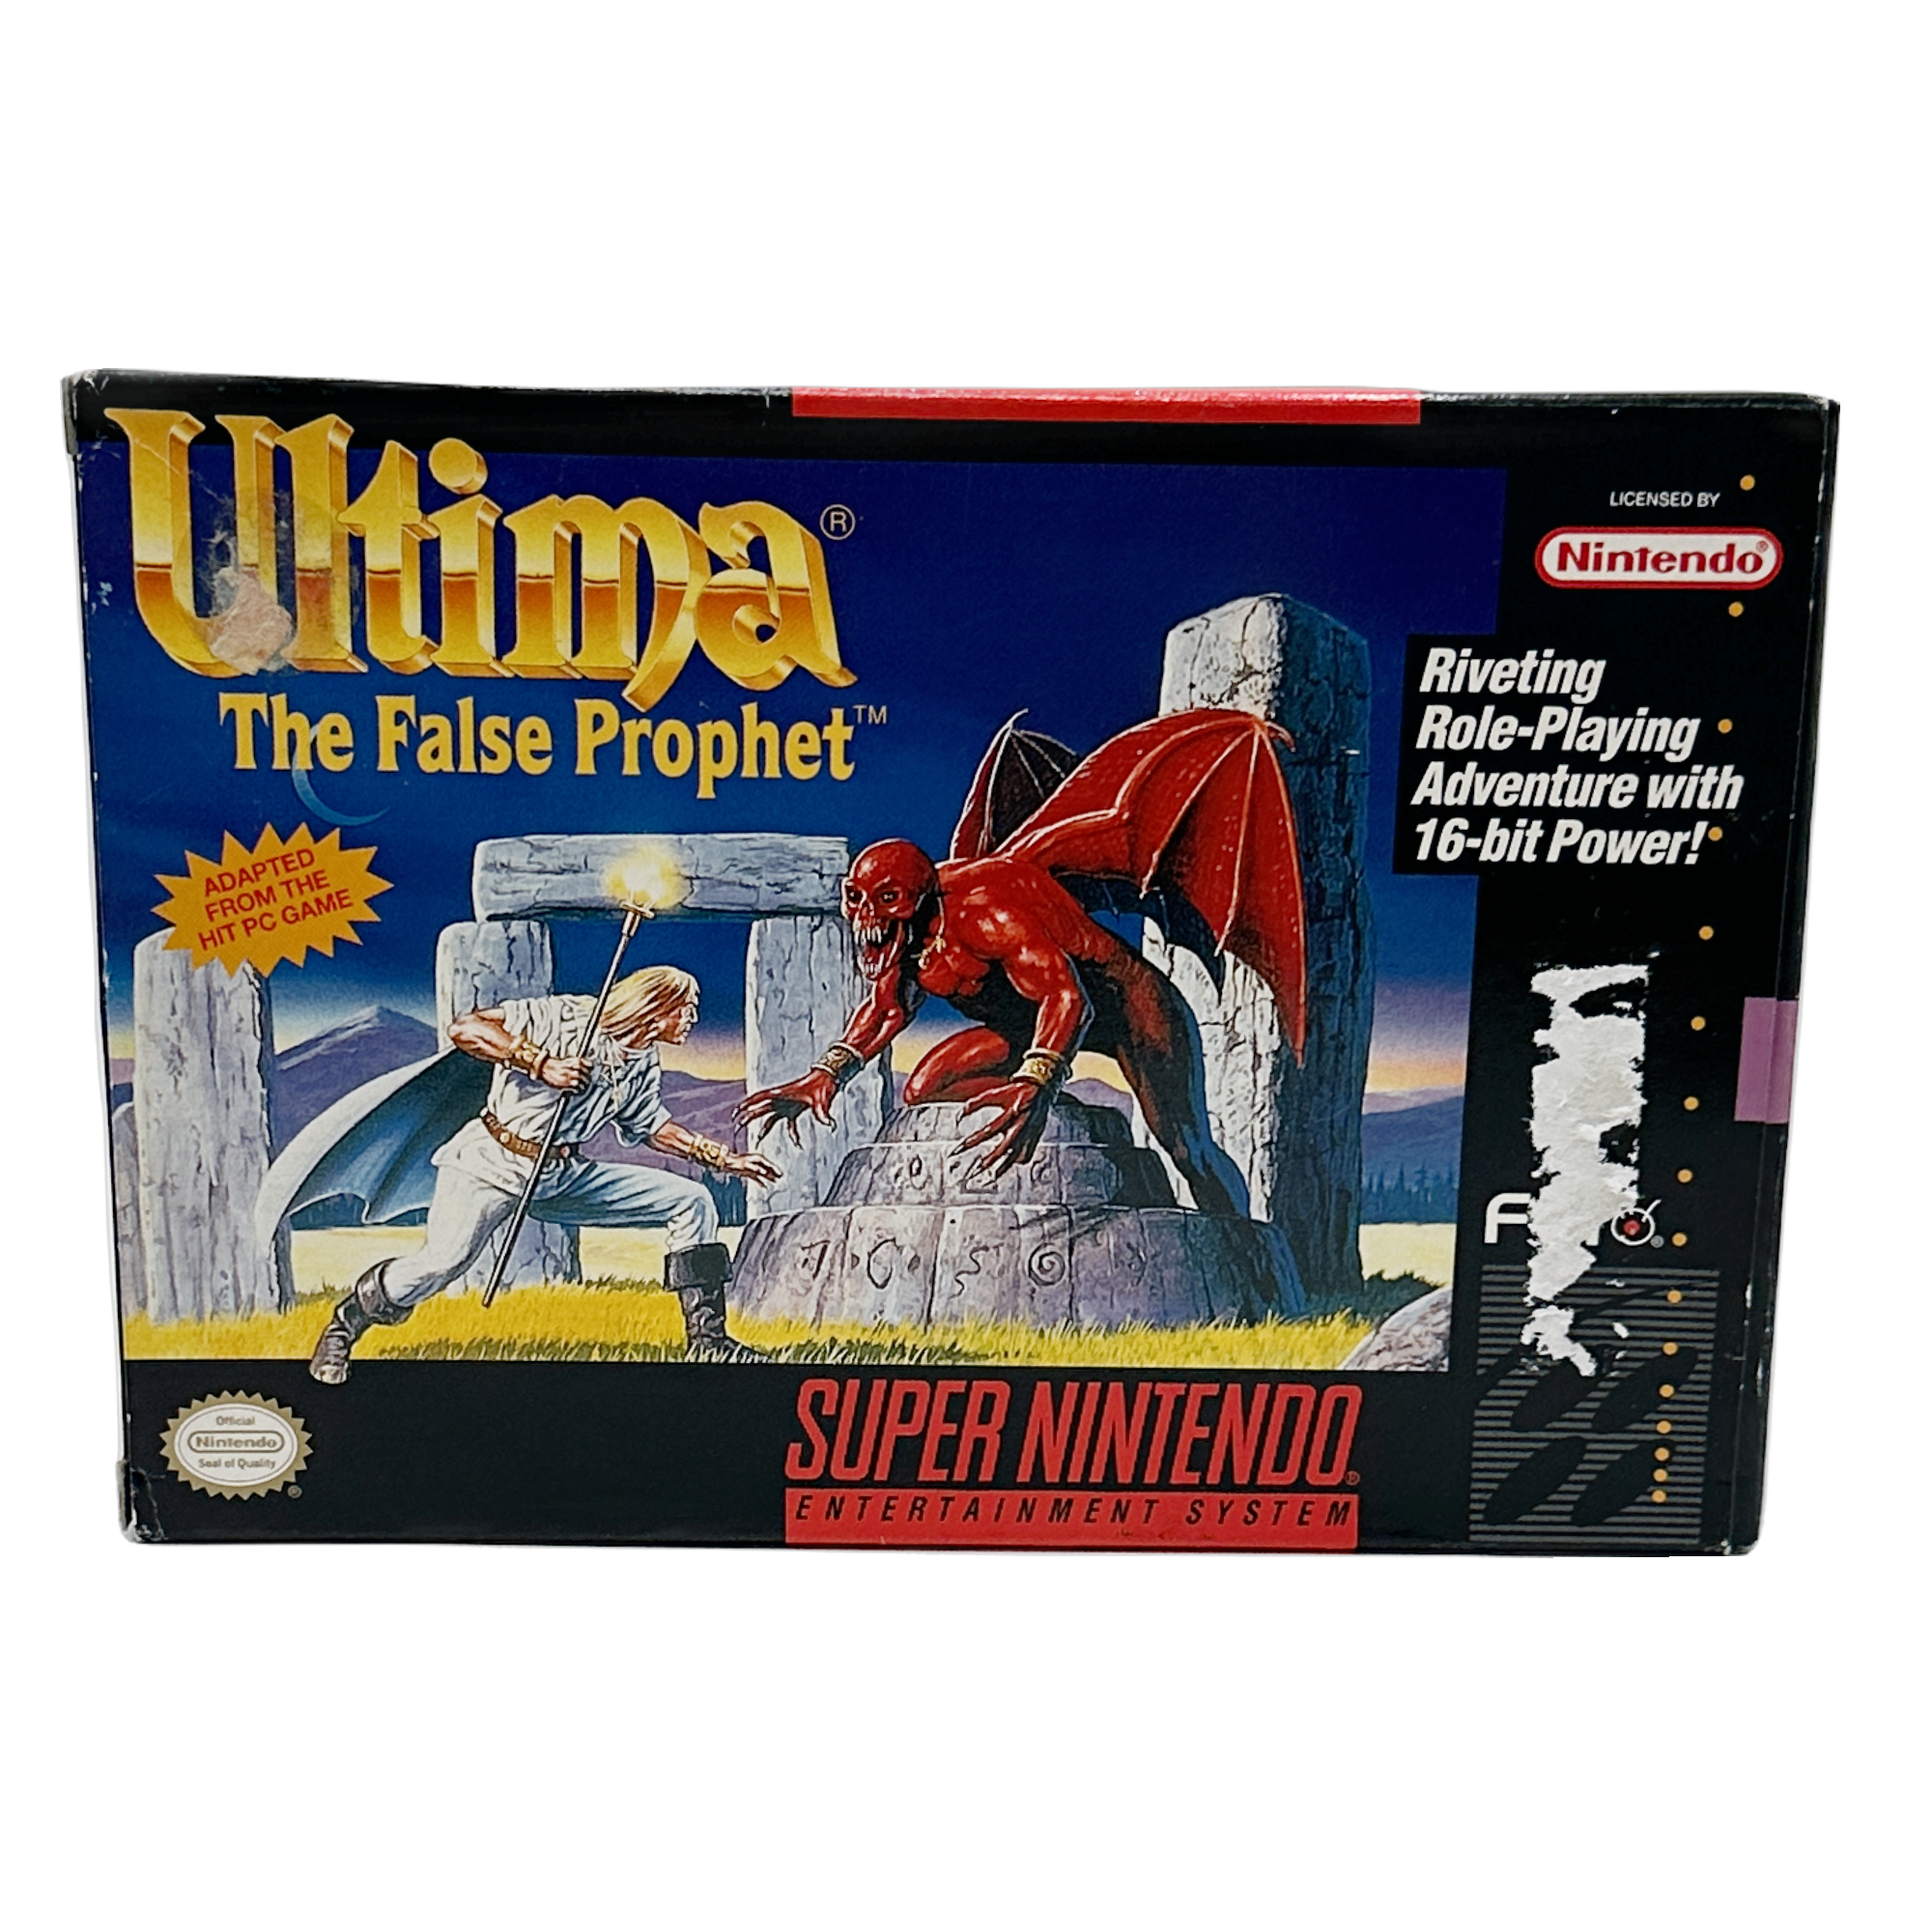 Ultima®
The False Prophet™
ADAPTED
FROM THE
HIT PC GAME
LICENSED BY
Nintendo®
Riveting
Role-Playing
Adventure with
16-bit Power!
Official
Nintendo
Seal of Quality
®
SUPER NINTENDO®
ENTERTAINMENT SYSTEM